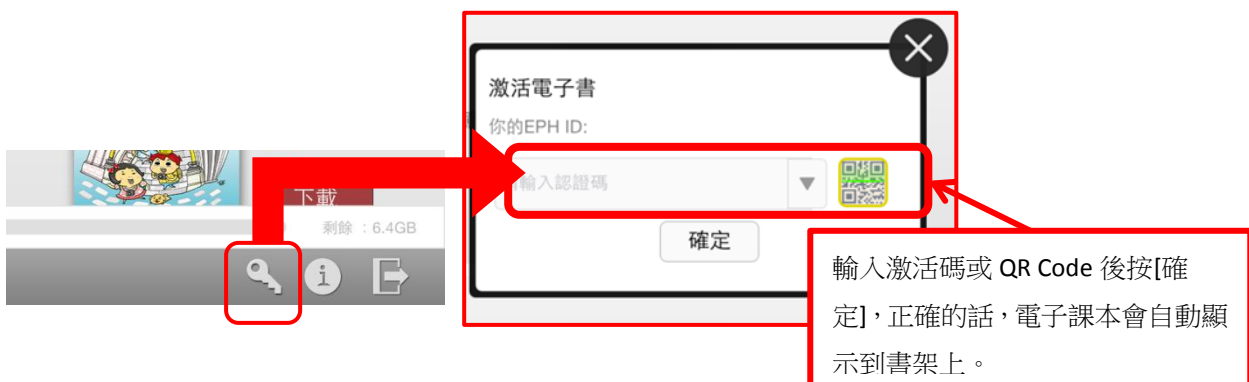 激活電子書
你的EPH ID:
輸入認證碼
下載
剩餘 : 6.4GB
確定
輸入激活碼或 QR Code 後按[確
定]，正確的話，電子課本會自動顯
示到書架上。